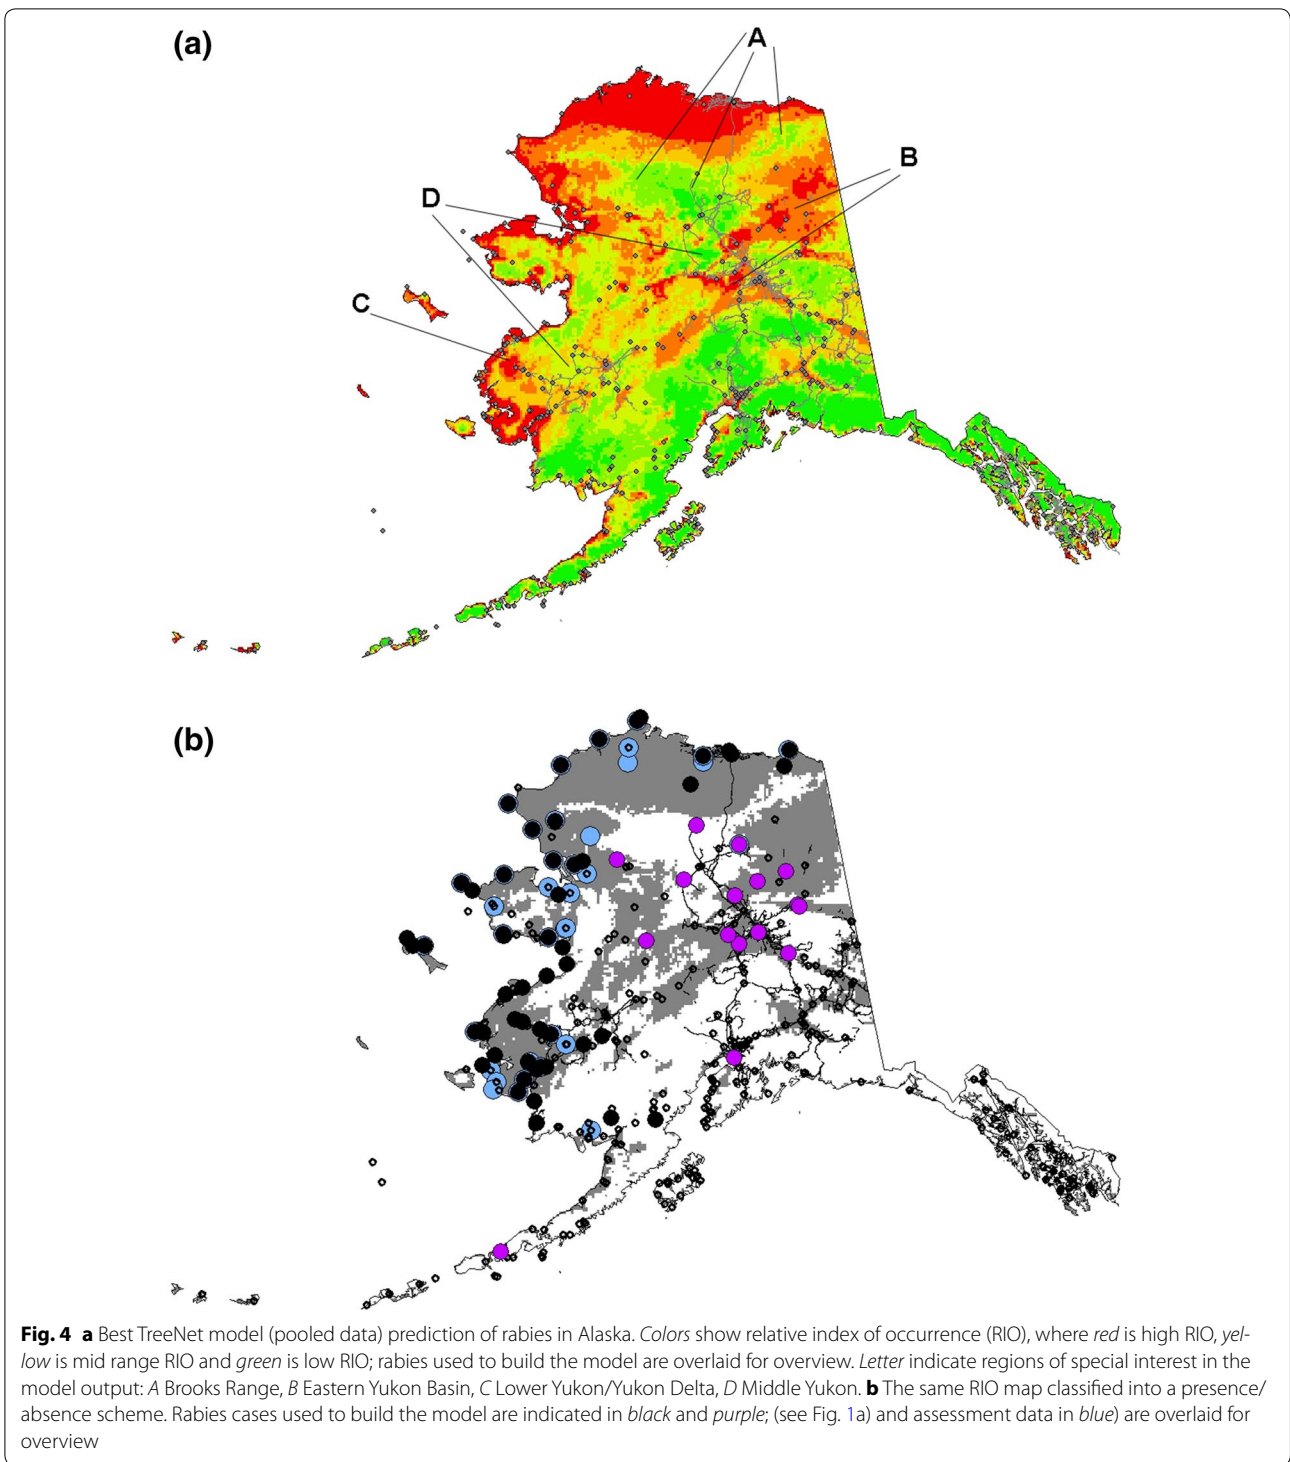 (a)
A
B
D
C
(b)
Fig. 4 a Best TreeNet model (pooled data) prediction of rabies in Alaska. Colors show relative index of occurrence (RIO), where red is high RIO, yel-
low is mid range RIO and green is low RIO; rabies used to build the model are overlaid for overview. Letter indicate regions of special interest in the
model output: A Brooks Range, B Eastern Yukon Basin, C Lower Yukon/Yukon Delta, D Middle Yukon. b The same RIO map classified into a presence/
absence scheme. Rabies cases used to build the model are indicated in black and purple; (see Fig. 1a) and assessment data in blue) are overlaid for
overview